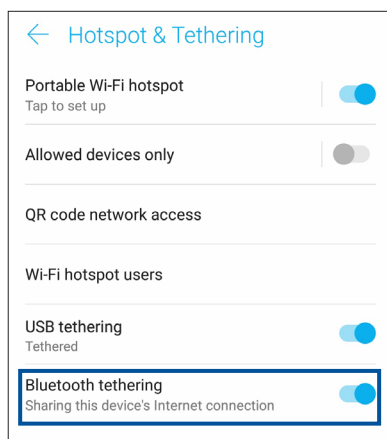 Hotspot & Tethering
Portable Wi-Fi hotspot
Tap to set up
Allowed devices only
QR code network access
Wi-Fi hotspot users
USB tethering
Tethered
Bluetooth tethering
Sharing this device's Internet connection